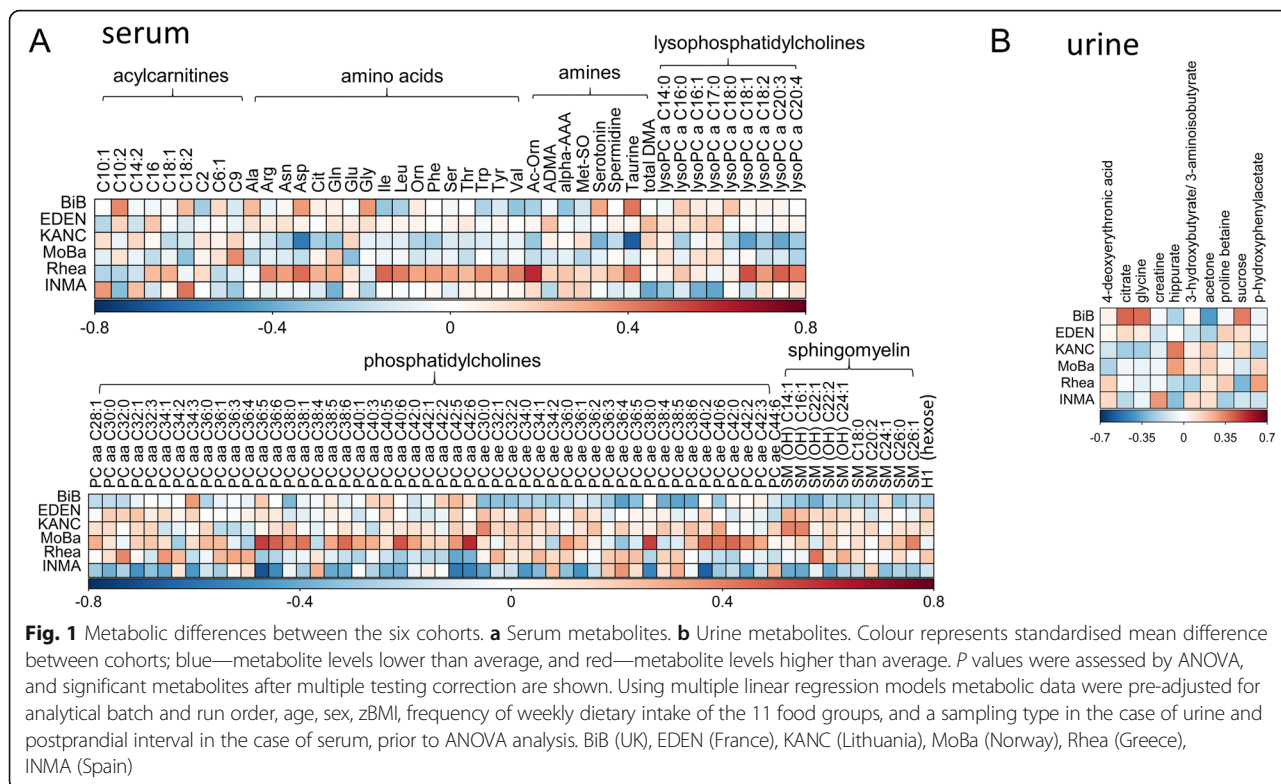 A serum
acylcarnitines
amino acids
amines
lysophosphatidylcholines
C10:1
C10:2
C14:2
C16
C18:1
C18:2
C2
C6:1
C9
Ala
Arg
Asn
Asp
Cit
Gln
Glu
Gly
Ile
Leu
Orn
Phe
Ser
Thr
Trp
Tyr
Val
Ac-Orn
ADMA
alpha-AAA
Met-SO
Serotonin
Spermidine
Taurine
total DMA
lysoPC a C14:0
lysoPC a C16:0
lysoPC a C16:1
lysoPC a C17:0
lysoPC a C18:0
lysoPC a C18:1
lysoPC a C18:2
lysoPC a C20:3
lysoPC a C20:4
BiB
EDEN
KANC
MoBa
Rhea
INMA
-0.8 -0.4 0 0.4 0.8
phosphatidylcholines
sphingomyelin
PC aa C28:1
PC aa C30:0
PC aa C32:0
PC aa C32:1
PC aa C32:3
PC aa C34:1
PC aa C34:2
PC aa C34:3
PC aa C36:0
PC aa C36:1
PC aa C36:3
PC aa C36:4
PC aa C36:5
PC aa C36:6
PC aa C38:0
PC aa C38:1
PC aa C38:4
PC aa C38:5
PC aa C38:6
PC aa C40:1
PC aa C40:3
PC aa C40:5
PC aa C40:6
PC aa C42:0
PC aa C42:1
PC aa C42:2
PC aa C42:5
PC aa C42:6
PC ae C30:0
PC ae C32:1
PC ae C32:2
PC ae C34:0
PC ae C34:1
PC ae C34:2
PC ae C36:0
PC ae C36:1
PC ae C36:2
PC ae C36:3
PC ae C36:4
PC ae C36:5
PC ae C38:0
PC ae C38:4
PC ae C38:5
PC ae C38:6
PC ae C40:2
PC ae C40:6
PC ae C42:0
PC ae C42:2
PC ae C42:3
PC ae C44:6
SM (OH) C14:1
SM (OH) C16:1
SM (OH) C22:1
SM (OH) C22:2
SM (OH) C24:1
SM C18:0
SM C20:2
SM C24:1
SM C26:0
SM C26:1
H1 (hexose)
BiB
EDEN
KANC
MoBa
Rhea
INMA
-0.8 -0.4 0 0.4 0.8
B urine
4-deoxyerythronic acid
citrate
glycine
creatine
hippurate
3-hydroxybutyrate/ 3-aminoisobutyrate
acetone
proline betaine
sucrose
p-hydroxyphenylacetate
BiB
EDEN
KANC
MoBa
Rhea
INMA
-0.7 -0.35 0 0.35 0.7
Fig. 1 Metabolic differences between the six cohorts. a Serum metabolites. b Urine metabolites. Colour represents standardised mean difference
between cohorts; blue—metabolite levels lower than average, and red—metabolite levels higher than average. P values were assessed by ANOVA,
and significant metabolites after multiple testing correction are shown. Using multiple linear regression models metabolic data were pre-adjusted for
analytical batch and run order, age, sex, zBMI, frequency of weekly dietary intake of the 11 food groups, and a sampling type in the case of urine and
postprandial interval in the case of serum, prior to ANOVA analysis. BiB (UK), EDEN (France), KANC (Lithuania), MoBa (Norway), Rhea (Greece),
INMA (Spain)